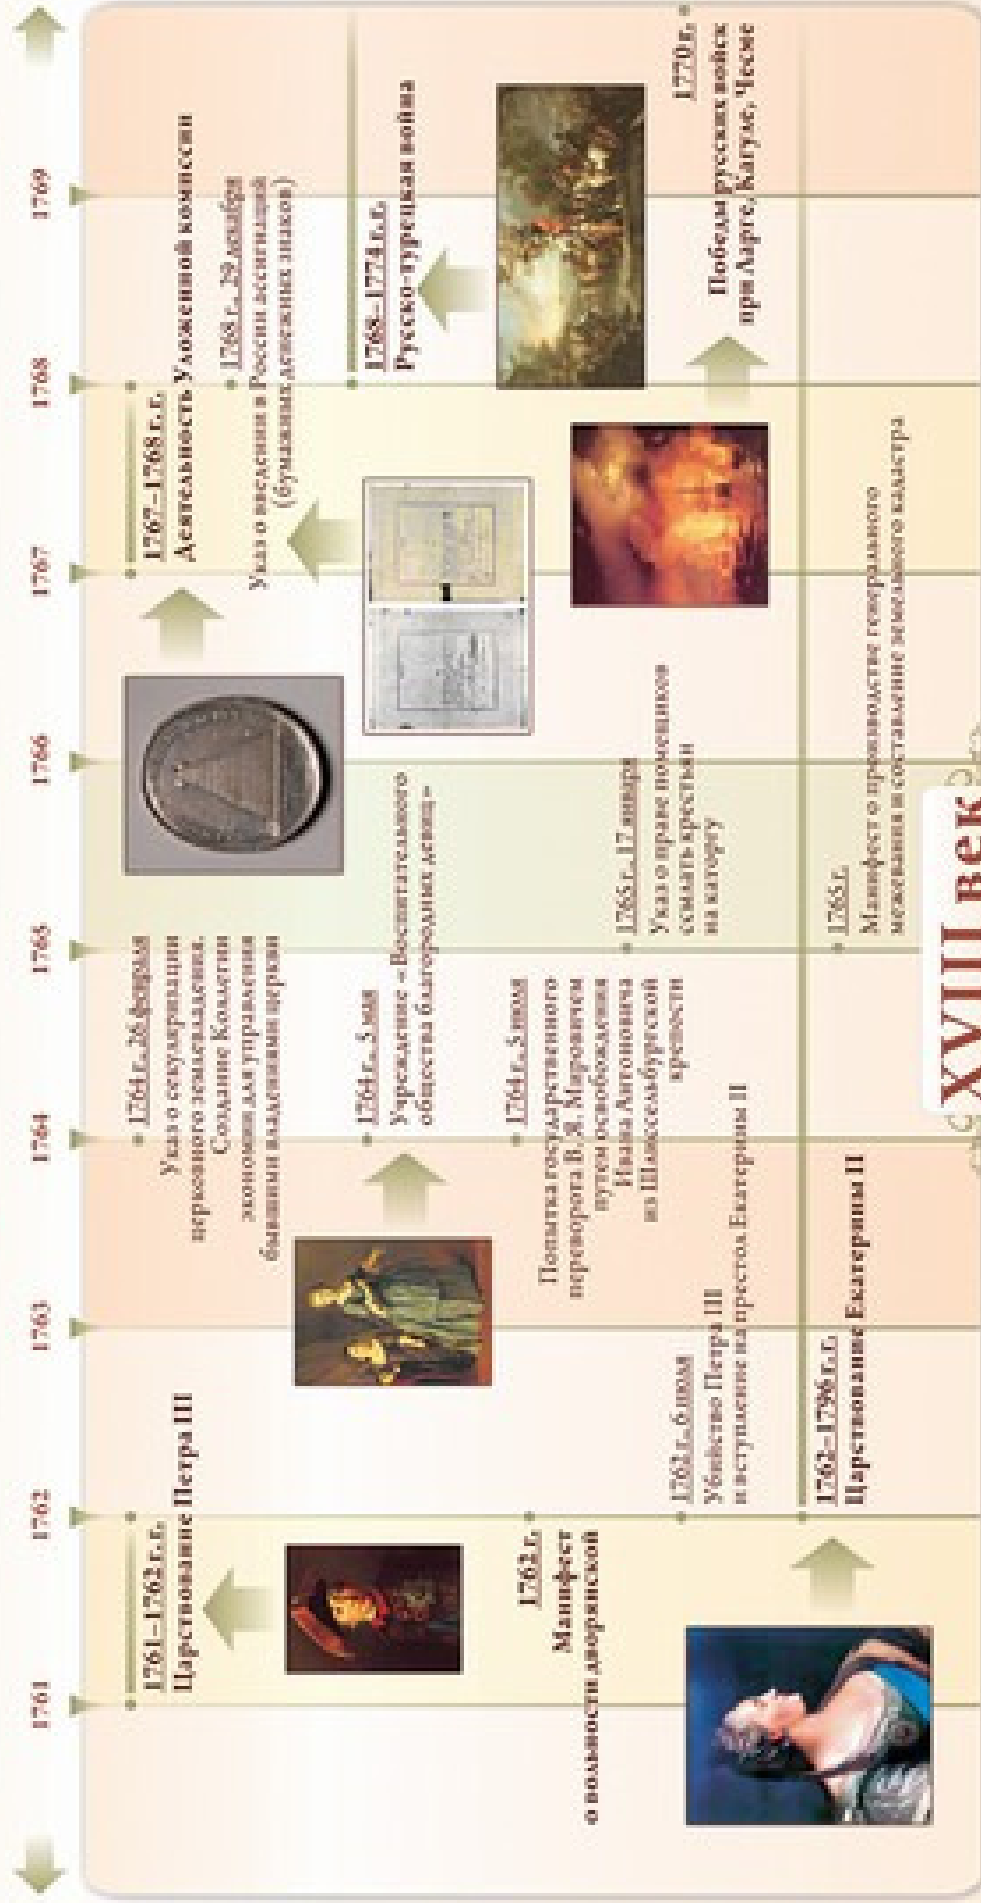 1761
1762
1763
1764
1765
1766
1767
1768
1769
1761–1762 г.г.
Царствование Петра III
1762 г.
Манифест
о вольности дворянской
1762 г., 6 июля
Убийство Петра III
и вступление на престол Екатерины II
1762–1796 г.г.
Царствование Екатерины II
1764 г., 26 февраля
Указ о секуляризации
церковного землевладения.
Создание Коллегии
экономии для управления
бывшими владениями церкви
1764 г., 5 мая
Учреждение «Воспитательного
общества благородных девиц»
1764 г., 5 июля
Попытка государственного
переворота В.Я. Мировичем
путем освобождения
Ивана Антоновича
из Шлиссельбургской
крепости
1765 г., 17 января
Указ о праве помещиков
ссылать крестьян
на каторгу
1765 г.
Манифест о производстве генерального
межевания и составление земельного кадастра
1767–1768 г.г.
Деятельность Уложенной комиссии
1768 г., 29 декабря
Указ о введении в России ассигнаций
(бумажных денежных знаков)
1768–1774 г.г.
Русско-турецкая война
1770 г.
Победы русских войск
при Ларге, Кагуле, Чесме
XVIII век